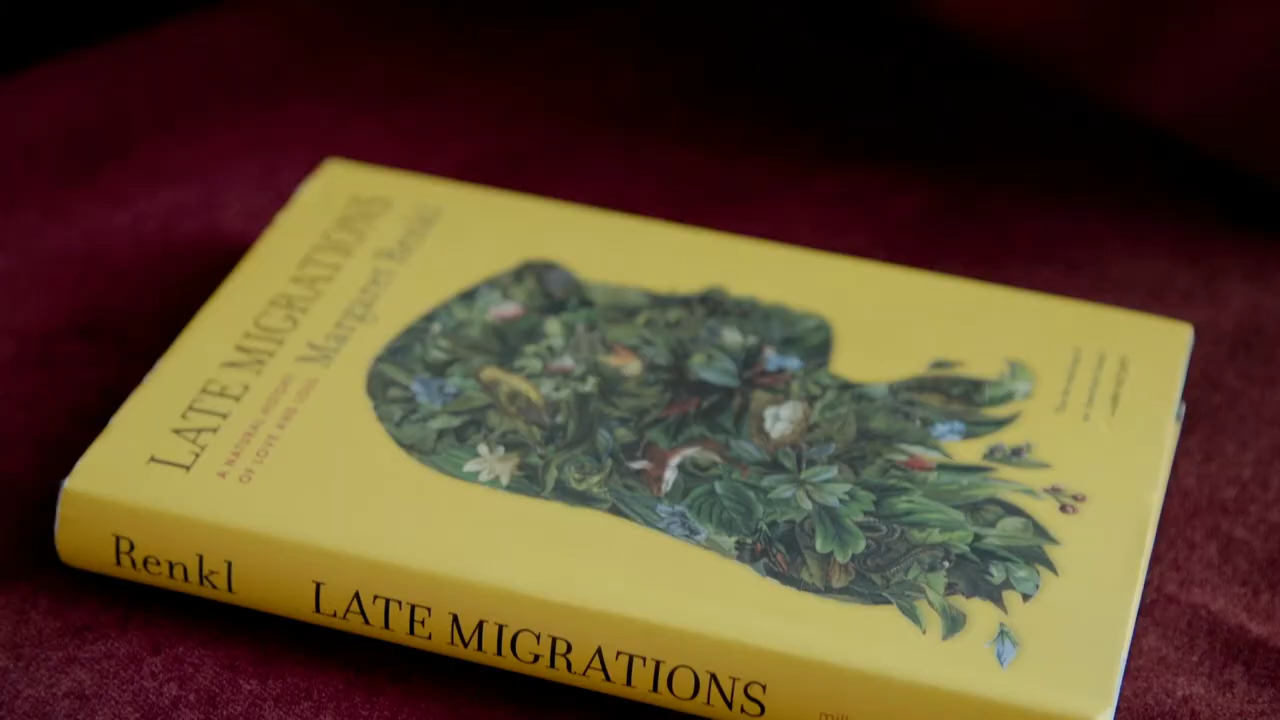 LATE MIGRATIONS
Margaret Renkl
A NATURAL HISTORY
OF LOVE AND LOSS
Renkl
LATE MIGRATIONS